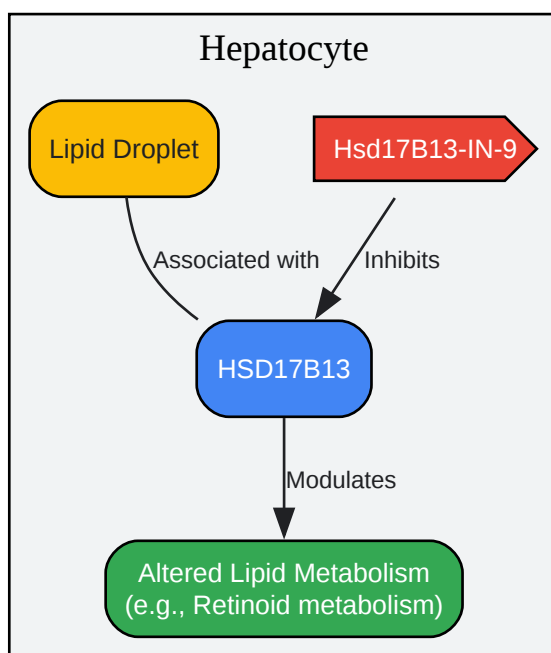 Hepatocyte
Lipid Droplet
Hsd17B13-IN-9
Associated with
Inhibits
HSD17B13
Modulates
Altered Lipid Metabolism
(e.g., Retinoid metabolism)